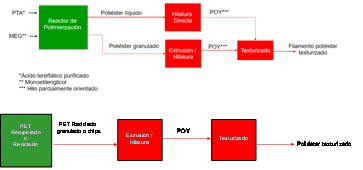 PTA*
MEG**
Reactor de
Polimerización
Poliéster líquido
Hilatura
Directa
POY***
Poliéster granulado
Extrusión /
Hilatura
POY***
Texturizado
Filamento poliéster
texturizado
*Ácido tereftálico purificado
** Monoetilenglicol
*** Hilo parcialmente orientado
PET
Recuperado
o
Reciclado
PET Reciclado
granulado o chips
Extrusión /
Hilatura
POY
Texturizado
Poliéster texturizado